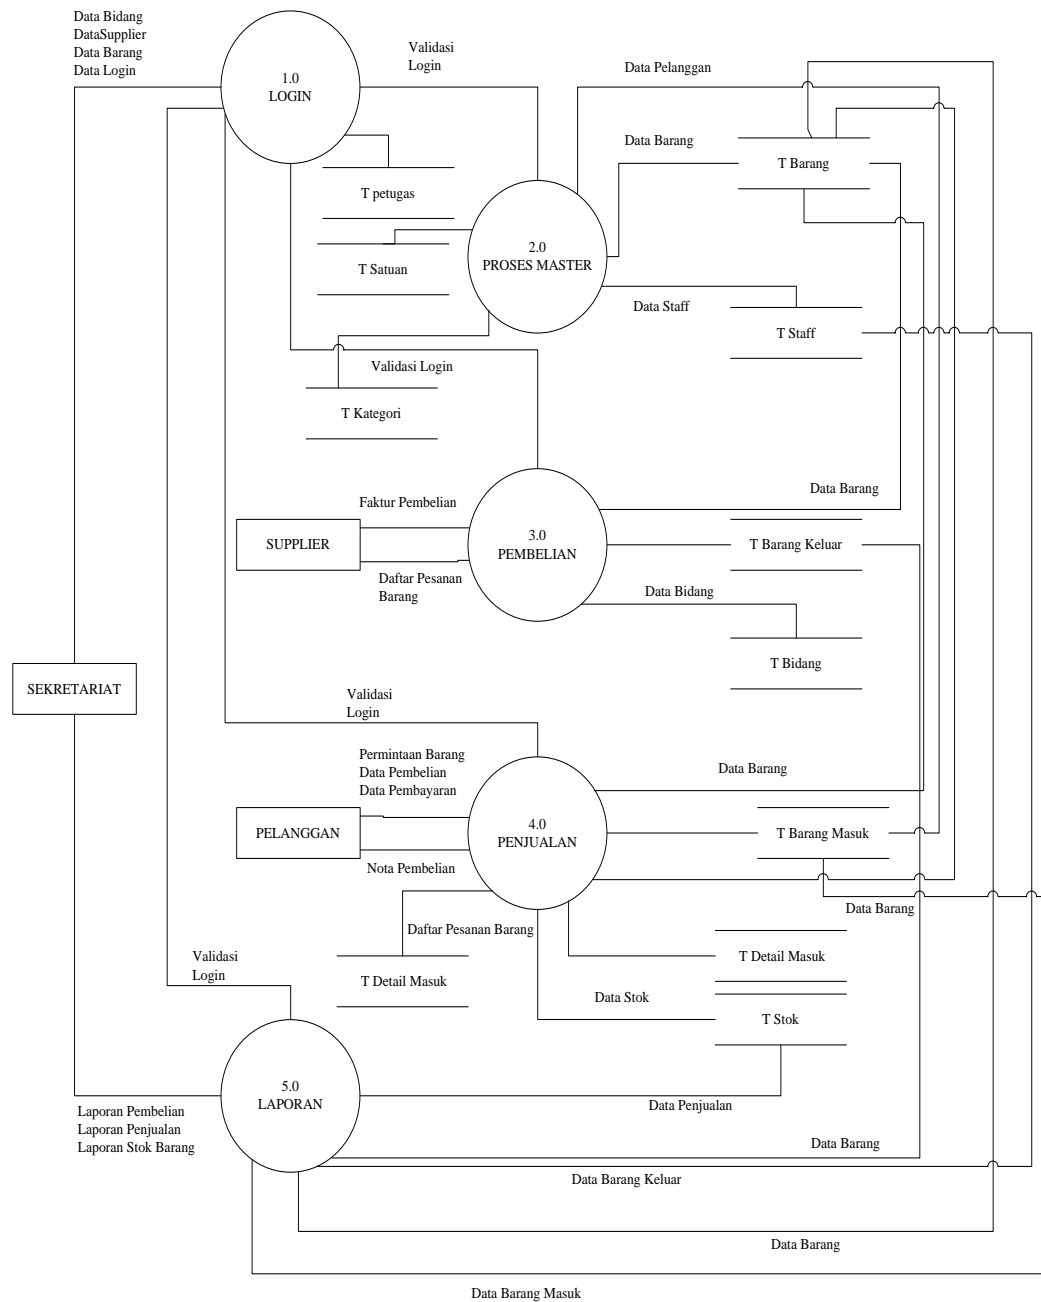 Data Bidang
DataSupplier
Data Barang
Data Login
Validasi
Login
1.0
LOGIN
Data Pelanggan
Data Barang
T Barang
T petugas
2.0
PROSES MASTER
T Satuan
Data Staff
T Staff
Validasi Login
T Kategori
Data Barang
Faktur Pembelian
SUPPLIER
3.0
PEMBELIAN
T Barang Keluar
Daftar Pesanan
Barang
Data Bidang
T Bidang
SEKRETARIAT
Validasi
Login
Permintaan Barang
Data Pembelian
Data Pembayaran
Data Barang
PELANGGAN
4.0
PENJUALAN
T Barang Masuk
Nota Pembelian
Data Barang
Daftar Pesanan Barang
T Detail Masuk
T Detail Masuk
Validasi
Login
Data Stok
T Stok
5.0
LAPORAN
Data Penjualan
Laporan Pembelian
Laporan Penjualan
Laporan Stok Barang
Data Barang
Data Barang Keluar
Data Barang
Data Barang Masuk